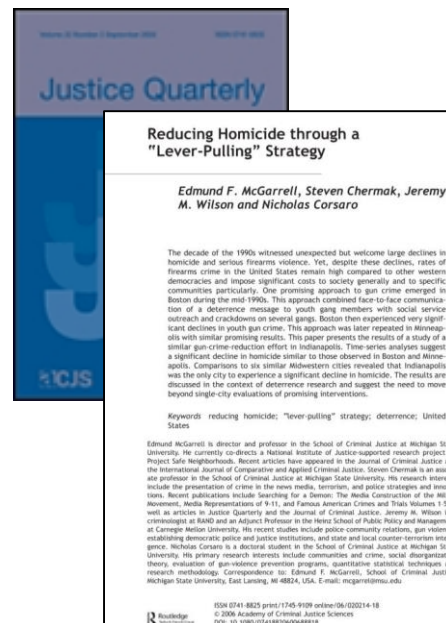 Justice Quarterly
ACJS
Reducing Homicide through a
"Lever-Pulling" Strategy
Edmund F. McGarrell, Steven Chermak, Jeremy
M. Wilson and Nicholas Corsaro
The decade of the 1990s witnessed unexpected but welcome large declines in
homicide and serious firearms violence. Yet, despite these declines, rates of
firearms crime in the United States remain high compared to other western
democracies and impose significant costs to society generally and to specific
communities particularly. One promising approach to gun crime emerged in
Boston during the mid-1990s. This approach combined face-to-face communica-
tion of a deterrence message to youth gang members with social service
outreach and crackdowns on several gangs. Boston then experienced very signif-
icant declines in youth gun crime. This approach was later repeated in Minneap-
olis with similar promising results. This paper presents the results of a study of a
similar gun-crime-reduction effort in Indianapolis. Time-series analyses suggest
a significant decline in homicide similar to those observed in Boston and Minne-
apolis. Comparisons to six similar Midwestern cities revealed that Indianapolis
was the only city to experience a significant decline in homicide. The results are
discussed in the context of deterrence research and suggest the need to move
beyond single-city evaluations of promising interventions.
Keywords reducing homicide; "lever-pulling" strategy; deterrence; United
States
Edmund McGarrell is director and professor in the School of Criminal Justice at Michigan St
University. He currently co-directs a National Institute of Justice-supported research project
Project Safe Neighborhoods. Recent articles have appeared in the Journal of Criminal Justice
the International Journal of Comparative and Applied Criminal Justice. Steven Chermak is an asso
ate professor in the School of Criminal Justice at Michigan State University. His research intere
include the presentation of crime in the news media, terrorism, and police strategies and inno
tions. Recent publications include Searching for a Demon: The Media Construction of the Mil
Movement, Media Representations of 9-11, and Famous American Crimes and Trials Volumes 1-5
well as articles in Justice Quarterly and the Journal of Criminal Justice. Jeremy M. Wilson i
criminologist at RAND and an Adjunct Professor in the Heinz School of Public Policy and Managem
at Carnegie Mellon University. His recent studies include police-community relations, gun violen
establishing democratic police and justice institutions, and state and local counter-terrorism inte
gence. Nicholas Corsaro is a doctoral student in the School of Criminal Justice at Michigan St
University. His primary research interests include communities and crime, social disorganizat
theory, evaluation of gun-violence prevention programs, quantitative statistical techniques
research methodology. Correspondence to: Edmund F. McGarrell, School of Criminal Justi
Michigan State University, East Lansing, MI 48824, USA. E-mail: mcgarrel@msu.edu
Routledge
ISSN 0741-8825 print/1745-9109 online/06/020214-18
© 2006 Academy of Criminal Justice Sciences